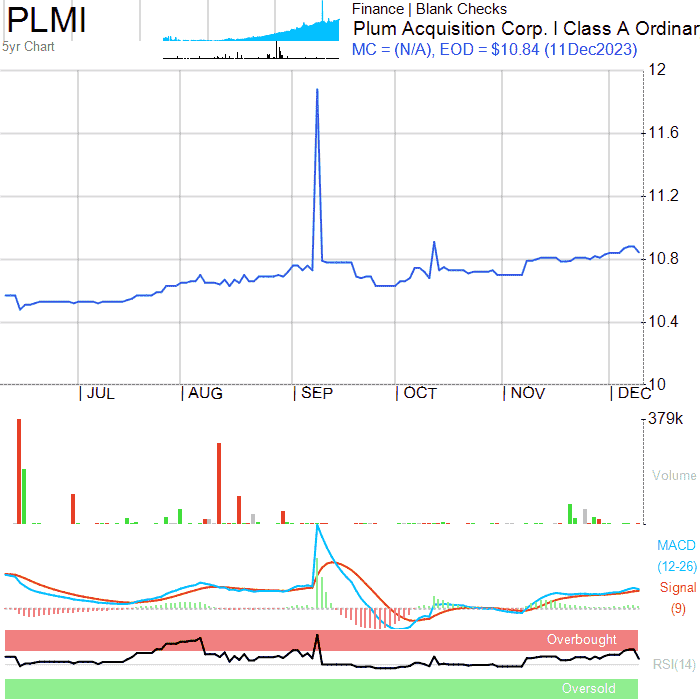 PLMI
5yr Chart
Finance | Blank Checks
Plum Acquisition Corp. I Class A Ordinar
MC = (N/A), EOD = $10.84 (11Dec2023)
12
11.6
11.2
10.8
10.4
10
| JUL | AUG | SEP | OCT | NOV | DEC
379k
Volume
MACD
(12-26)
Signal
(9)
Overbought
RSI(14)
Oversold